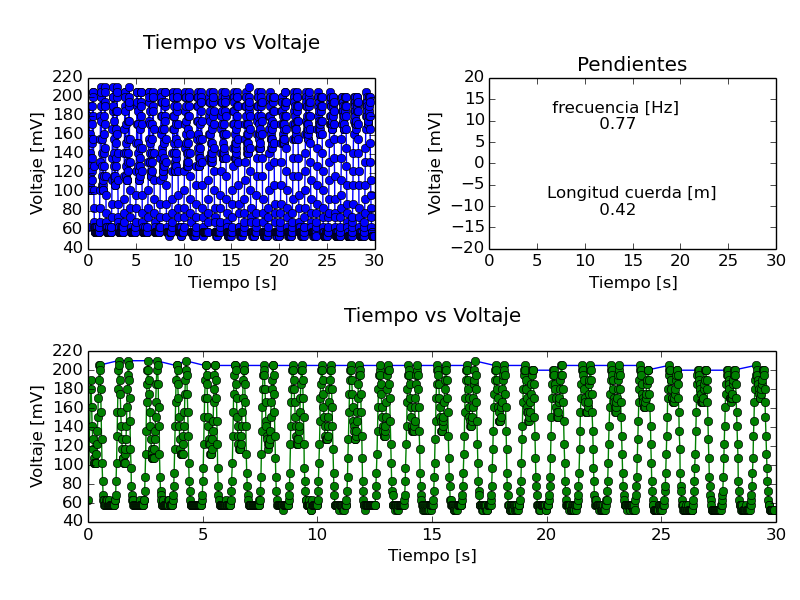 Tiempo vs Voltaje
220
200
180
160
140
120
100
80
60
40
Voltaje [mV]
0 5 10 15 20 25 30
Tiempo [s]
Pendientes
20
15
10
5
0
−5
−10
−15
−20
Voltaje [mV]
frecuencia [Hz]
0.77
Longitud cuerda [m]
0.42
0 5 10 15 20 25 30
Tiempo [s]
Tiempo vs Voltaje
220
200
180
160
140
120
100
80
60
40
Voltaje [mV]
0 5 10 15 20 25 30
Tiempo [s]